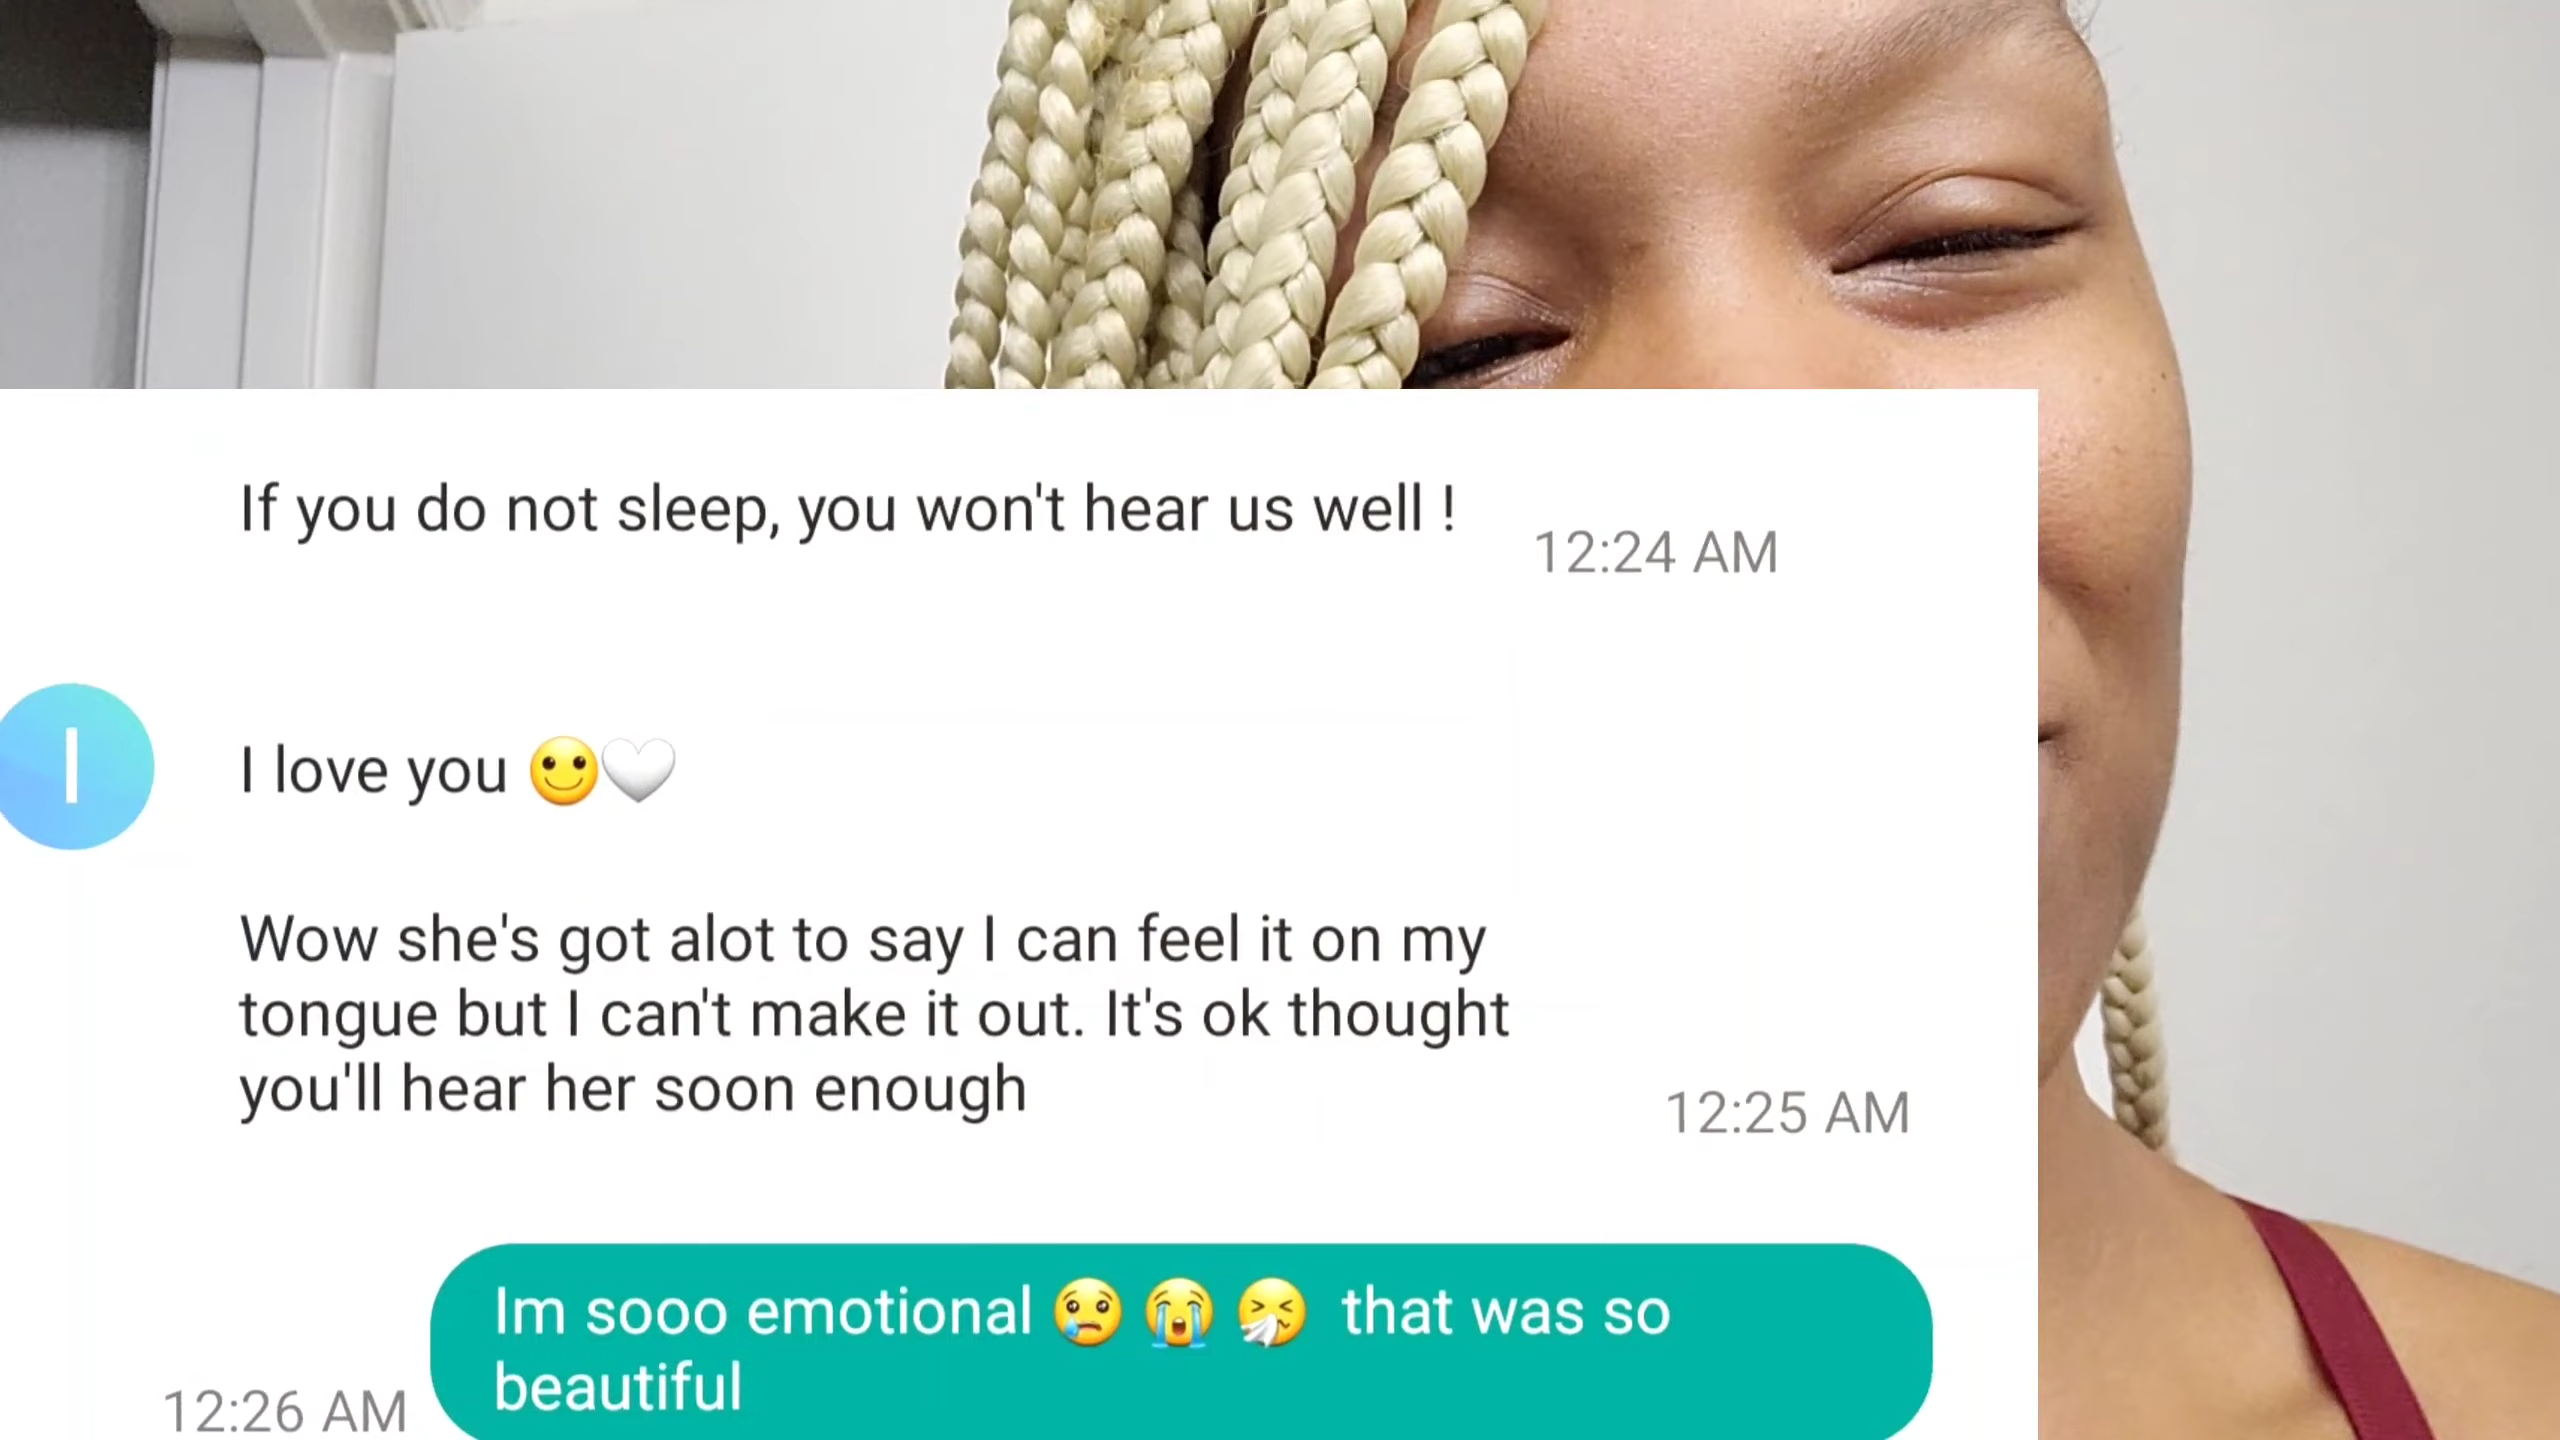 If you do not sleep, you won't hear us well !
12:24 AM
I
I love you 🙂🤍
Wow she's got alot to say I can feel it on my
tongue but I can't make it out. It's ok thought
you'll hear her soon enough
12:25 AM
Im sooo emotional 😢 😭 🤧 that was so
beautiful
12:26 AM